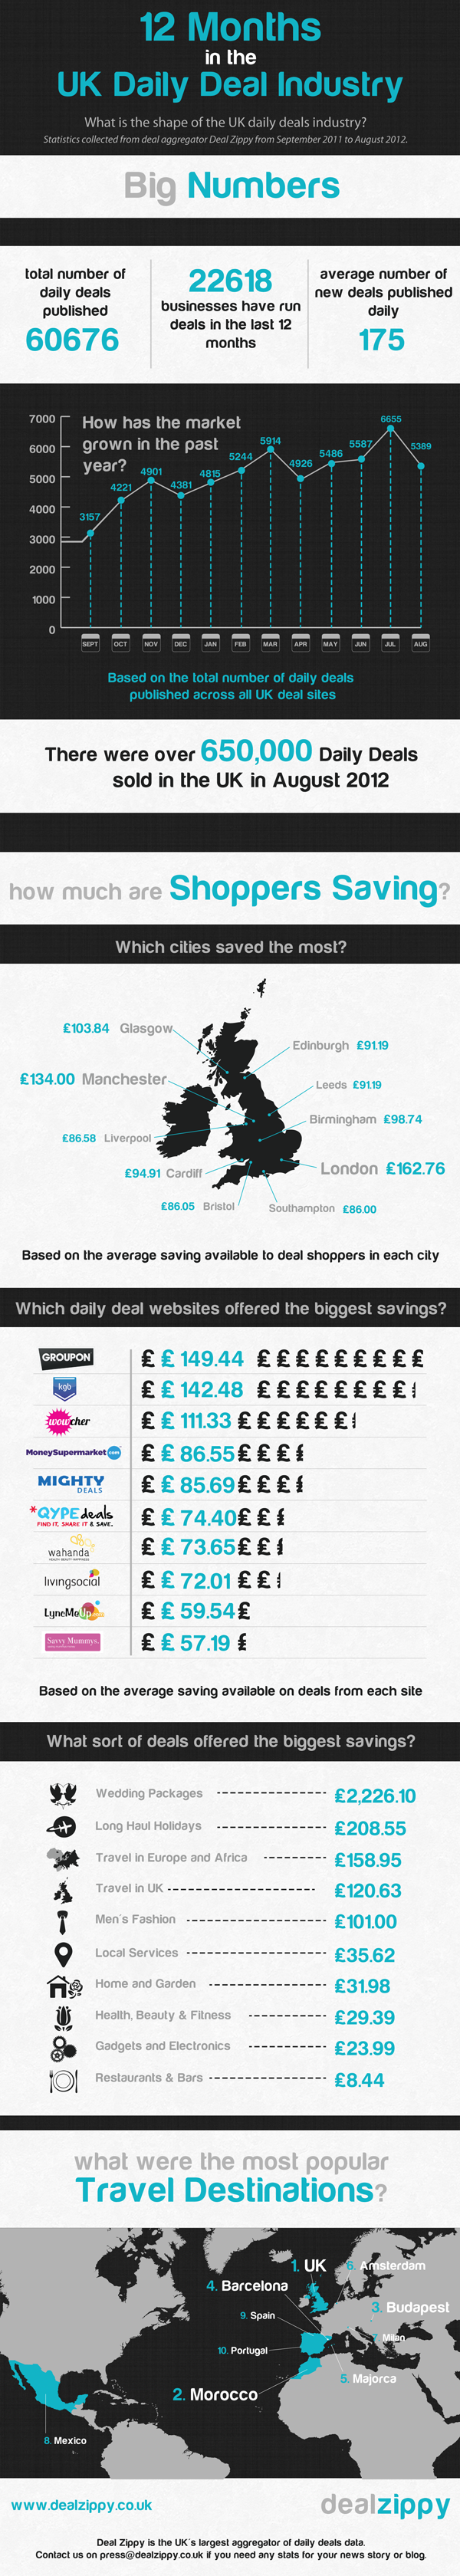 12 Months
in the
UK Daily Deal Industry
What is the shape of the UK daily deals industry?
Statistics collected from deal aggregator Deal Zippy from September 2011 to August 2012.
Big Numbers
total number of
daily deals
published
60676
22618
businesses have run
deals in the last 12
months
average number of
new deals published
daily
175
How has the market
grown in the past
year?
7000
6000
5000
4000
3000
2000
1000
0
3157
4221
4901
4381
4815
5244
5914
4926
5486
5587
6655
5389
SEPT OCT NOV DEC JAN FEB MAR APR MAY JUN JUL AUG
Based on the total number of daily deals
published across all UK deal sites
There were over 650,000 Daily Deals
sold in the UK in August 2012
how much are Shoppers Saving?
Which cities saved the most?
£103.84 Glasgow
Edinburgh £91.19
£134.00 Manchester
Leeds £91.19
Birmingham £98.74
£86.58 Liverpool
London £162.76
£94.91 Cardiff
£86.05 Bristol
Southampton £86.00
Based on the average saving available to deal shoppers in each city
Which daily deal websites offered the biggest savings?
GROUPON £ £ 149.44 £ £ £ £ £ £ £ £ £
kgb £ £ 142.48 £ £ £ £ £ £ £ £
wowcher £ £ 111.33 £ £ £ £ £ £
MoneySupermarket.com £ £ 86.55 £ £ £ £
MIGHTY DEALS £ £ 85.69 £ £ £ £
*QYPE deals £ £ 74.40 £ £ £
FIND IT, SHARE IT & SAVE.
wahanda £ £ 73.65 £ £ £
livingsocial £ £ 72.01 £ £
LyneMeUp £ £ 59.54 £
Savvy Mummys £ £ 57.19 £
Based on the average saving available on deals from each site
What sort of deals offered the biggest savings?
Wedding Packages £2,226.10
Long Haul Holidays £208.55
Travel in Europe and Africa £158.95
Travel in UK £120.63
Men's Fashion £101.00
Local Services £35.62
Home and Garden £31.98
Health, Beauty & Fitness £29.39
Gadgets and Electronics £23.99
Restaurants & Bars £8.44
what were the most popular
Travel Destinations?
1. UK
6. Amsterdam
4. Barcelona
3. Budapest
9. Spain
7. Milan
10. Portugal
5. Majorca
2. Morocco
8. Mexico
www.dealzippy.co.uk
dealzippy
Deal Zippy is the UK's largest aggregator of daily deals data.
Contact us on press@dealzippy.co.uk if you need any stats for your news story or blog.